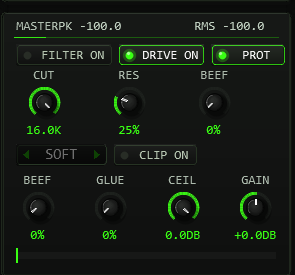 MASTERPK -100.0 RMS -100.0
FILTER ON DRIVE ON PROT
CUT RES BEEF
16.0K 25% 0%
SOFT CLIP ON
BEEF GLUE CEIL GAIN
0% 0% 0.0DB +0.0DB